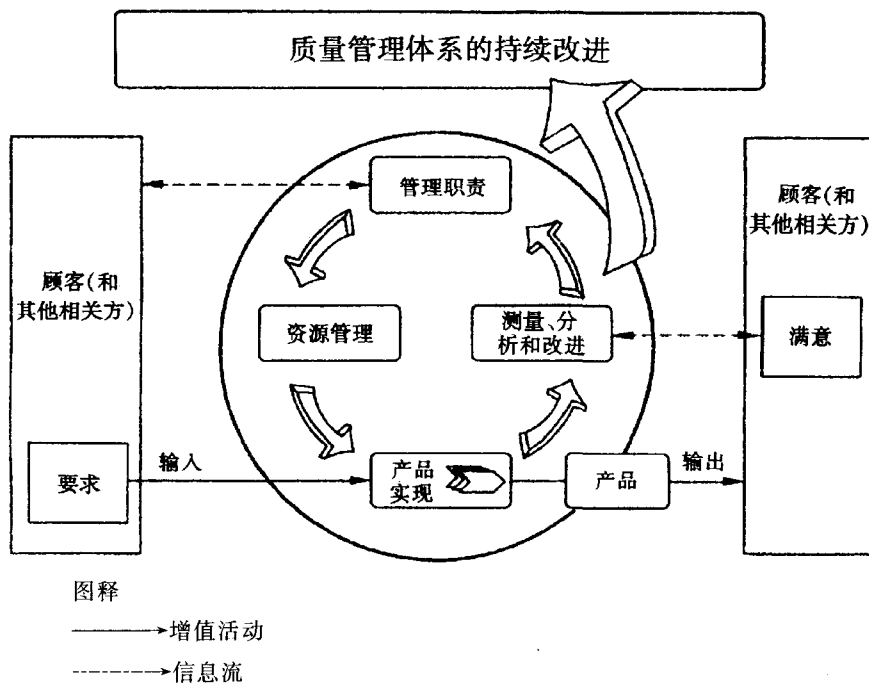 质量管理体系的持续改进
管理职责
顾客(和
其他相关方)
顾客(和
其他相关方)
资源管理
测量、分
析和改进
满意
要求
输入
产品
实现
产品
输出
图释
增值活动
信息流